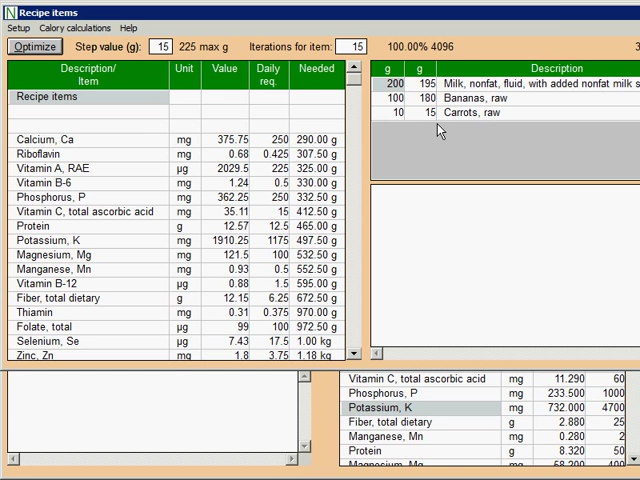 Recipe items
Setup Calory calculations Help
Optimize Step value (g): 15 225 max g Iterations for item: 15 100.00% 4096 3
Description/ Item Unit Value Daily req. Needed
Recipe items
Calcium, Ca mg 375.75 250 290.00 g
Riboflavin mg 0.68 0.425 307.50 g
Vitamin A, RAE µg 2029.5 225 325.00 g
Vitamin B-6 mg 1.24 0.5 330.00 g
Phosphorus, P mg 362.25 250 332.50 g
Vitamin C, total ascorbic acid mg 35.11 15 412.50 g
Protein g 12.57 12.5 465.00 g
Potassium, K mg 1910.25 1175 497.50 g
Magnesium, Mg mg 121.5 100 532.50 g
Manganese, Mn mg 0.93 0.5 552.50 g
Vitamin B-12 µg 0.88 1.5 595.00 g
Fiber, total dietary g 12.15 6.25 672.50 g
Thiamin mg 0.31 0.375 970.00 g
Folate, total µg 99 100 972.50 g
Selenium, Se µg 7.43 17.5 1.00 kg
Zinc, Zn mg 1.8 3.75 1.18 kg
g g Description
200 195 Milk, nonfat, fluid, with added nonfat milk s
100 180 Bananas, raw
10 15 Carrots, raw
Vitamin C, total ascorbic acid mg 11.290 60
Phosphorus, P mg 233.500 1000
Potassium, K mg 732.000 4700
Fiber, total dietary g 2.880 25
Manganese, Mn mg 0.280 2
Protein g 8.320 50
Magnesium, Mg mg 58.200 400